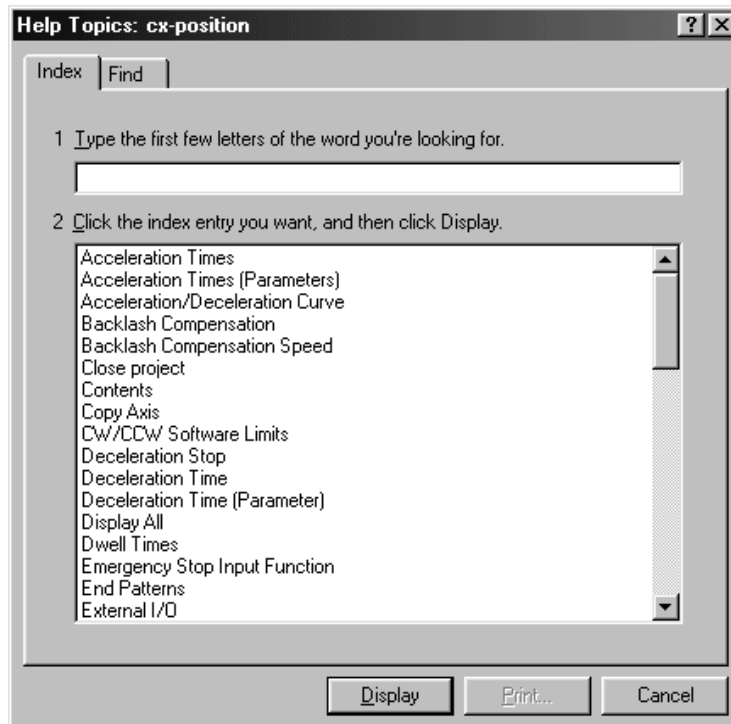 Help Topics: cx-position
Index
Find
1 Type the first few letters of the word you're looking for.
2 Click the index entry you want, and then click Display.
Acceleration Times
Acceleration Times (Parameters)
Acceleration/Deceleration Curve
Backlash Compensation
Backlash Compensation Speed
Close project
Contents
Copy Axis
CW/CCW Software Limits
Deceleration Stop
Deceleration Time
Deceleration Time (Parameter)
Display All
Dwell Times
Emergency Stop Input Function
End Patterns
External I/O
Display
Print...
Cancel